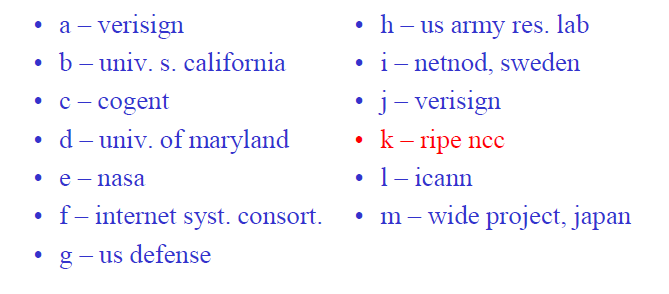 • a – verisign
• b – univ. s. california
• c – cogent
• d – univ. of maryland
• e – nasa
• f – internet syst. consort.
• g – us defense
• h – us army res. lab
• i – netnod, sweden
• j – verisign
• k – ripe ncc
• l – icann
• m – wide project, japan